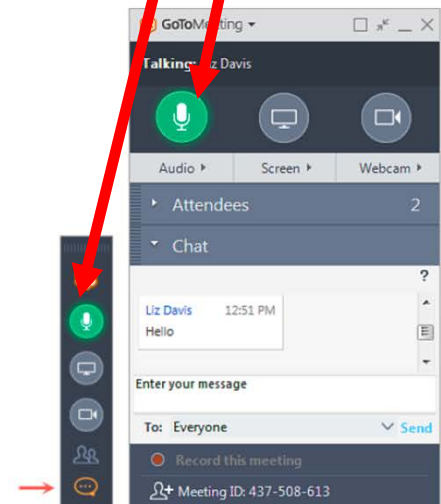 GoToMeeting
Talking: Liz Davis
Audio
Screen
Webcam
Attendees 2
Chat
?
Liz Davis 12:51 PM
Hello
Enter your message
To: Everyone
Send
Record this meeting
Meeting ID: 437-508-613